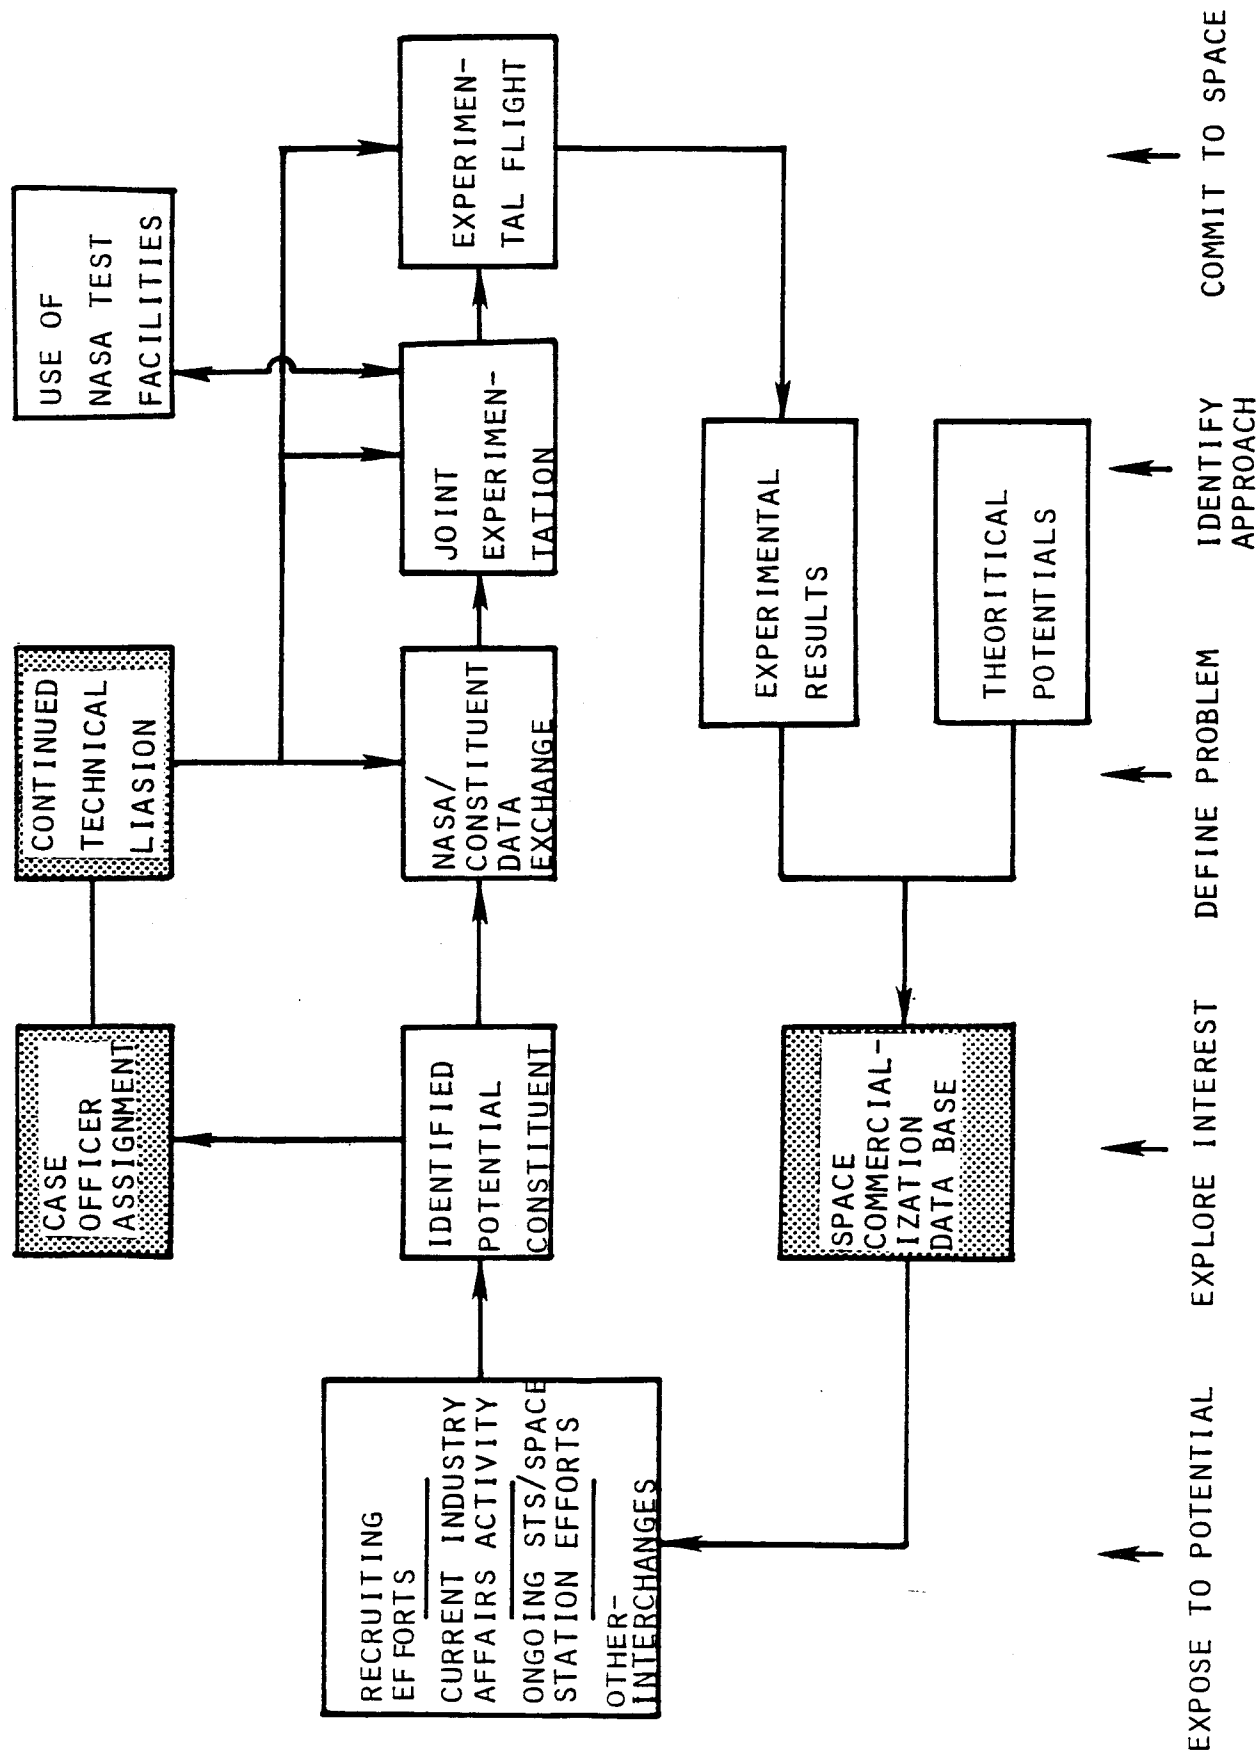 CASE
OFFICER
ASSIGNMENT
CONTINUED
TECHNICAL
LIASION
USE OF
NASA TEST
FACILITIES
RECRUITING
EFFORTS
CURRENT INDUSTRY
AFFAIRS ACTIVITY
ONGOING STS/SPACE
STATION EFFORTS
OTHER-
INTERCHANGES
IDENTIFIED
POTENTIAL
CONSTITUENT
NASA/
CONSTITUENT
DATA
EXCHANGE
JOINT
EXPERIMEN-
TATION
EXPERIMEN-
TAL FLIGHT
SPACE
COMMERCIAL-
IZATION
DATA BASE
EXPERIMENTAL
RESULTS
THEORITICAL
POTENTIALS
EXPOSE TO POTENTIAL
EXPLORE INTEREST
DEFINE PROBLEM
IDENTIFY
APPROACH
COMMIT TO SPACE